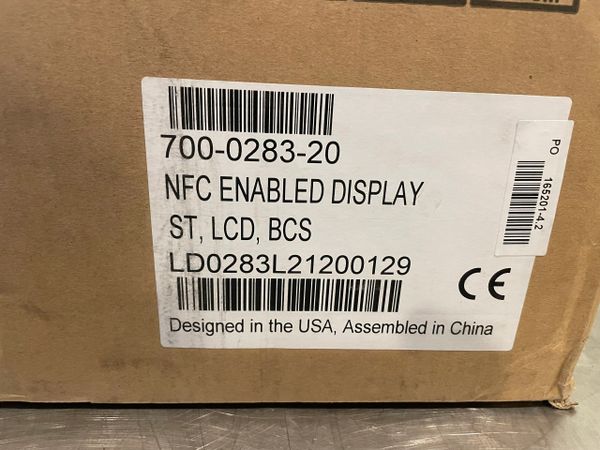 700-0283-20
NFC ENABLED DISPLAY
ST, LCD, BCS
LD0283L21200129
CE
Designed in the USA, Assembled in China
PO
165201-4.2